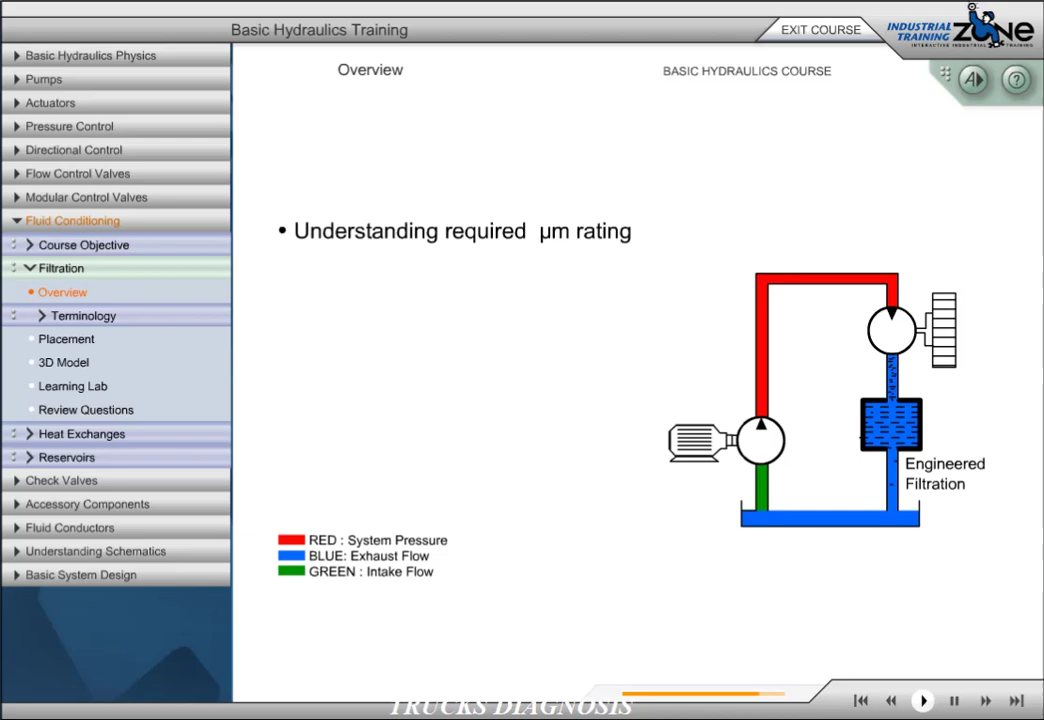 Basic Hydraulics Training
EXIT COURSE
INDUSTRIAL
TRAINING
ZONE
INTERACTIVE INDUSTRIAL TRAINING
Basic Hydraulics Physics
Pumps
Actuators
Pressure Control
Directional Control
Flow Control Valves
Modular Control Valves
Fluid Conditioning
Course Objective
Filtration
Overview
Terminology
Placement
3D Model
Learning Lab
Review Questions
Heat Exchanges
Reservoirs
Check Valves
Accessory Components
Fluid Conductors
Understanding Schematics
Basic System Design
Overview
BASIC HYDRAULICS COURSE
A
?
• Understanding required µm rating
Engineered
Filtration
RED : System Pressure
BLUE: Exhaust Flow
GREEN : Intake Flow
TRUCKS DIAGNOSIS